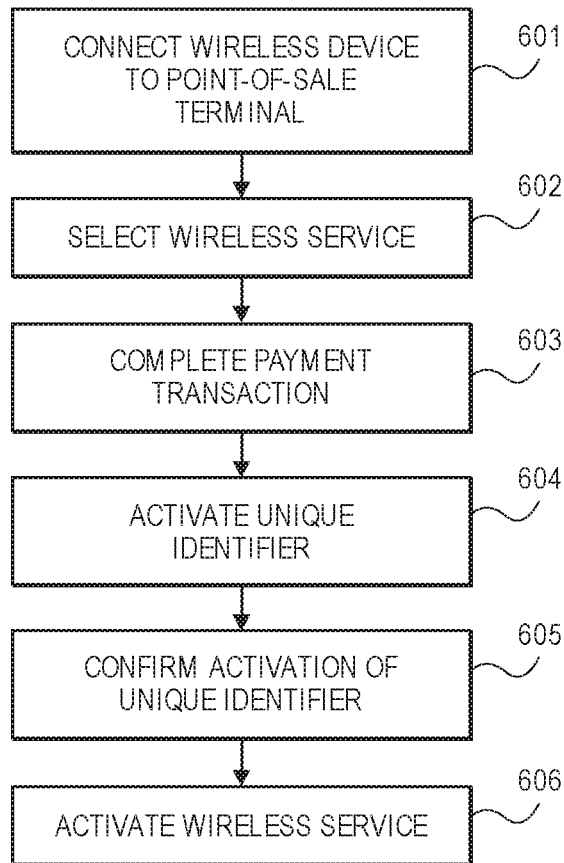 CONNECT WIRELESS DEVICE
TO POINT-OF-SALE
TERMINAL
601
SELECT WIRELESS SERVICE
602
COMPLETE PAYMENT
TRANSACTION
603
ACTIVATE UNIQUE
IDENTIFIER
604
CONFIRM ACTIVATION OF
UNIQUE IDENTIFIER
605
ACTIVATE WIRELESS SERVICE
606